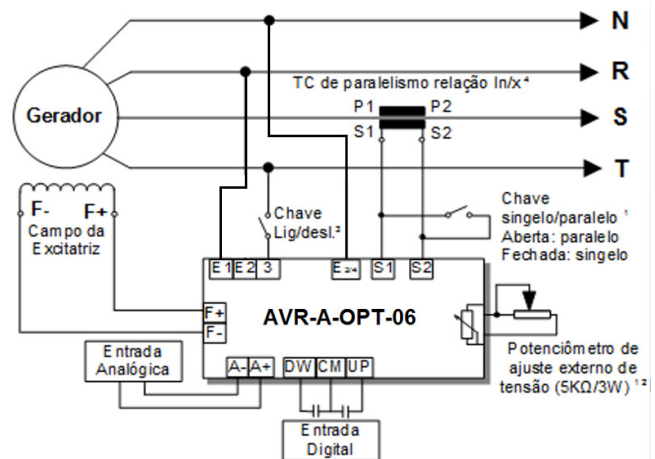 N
R
TC de paralelismo relação In/x⁴
P1 P2
Gerador
S
S1 S2
T
F- F+
Campo da
Excitatriz
Chave
Lig/desl.²
Chave
singelo/paralelo ¹
Aberta: paralelo
Fechada: singelo
E1 E2 3 E3/4 S1 S2
F+
F-
AVR-A-OPT-06
A- A+ DW CM UP
Entrada
Analógica
Potenciômetro de
ajuste externo de
tensão (5KΩ/3W) ¹ ²
Entrada
Digital